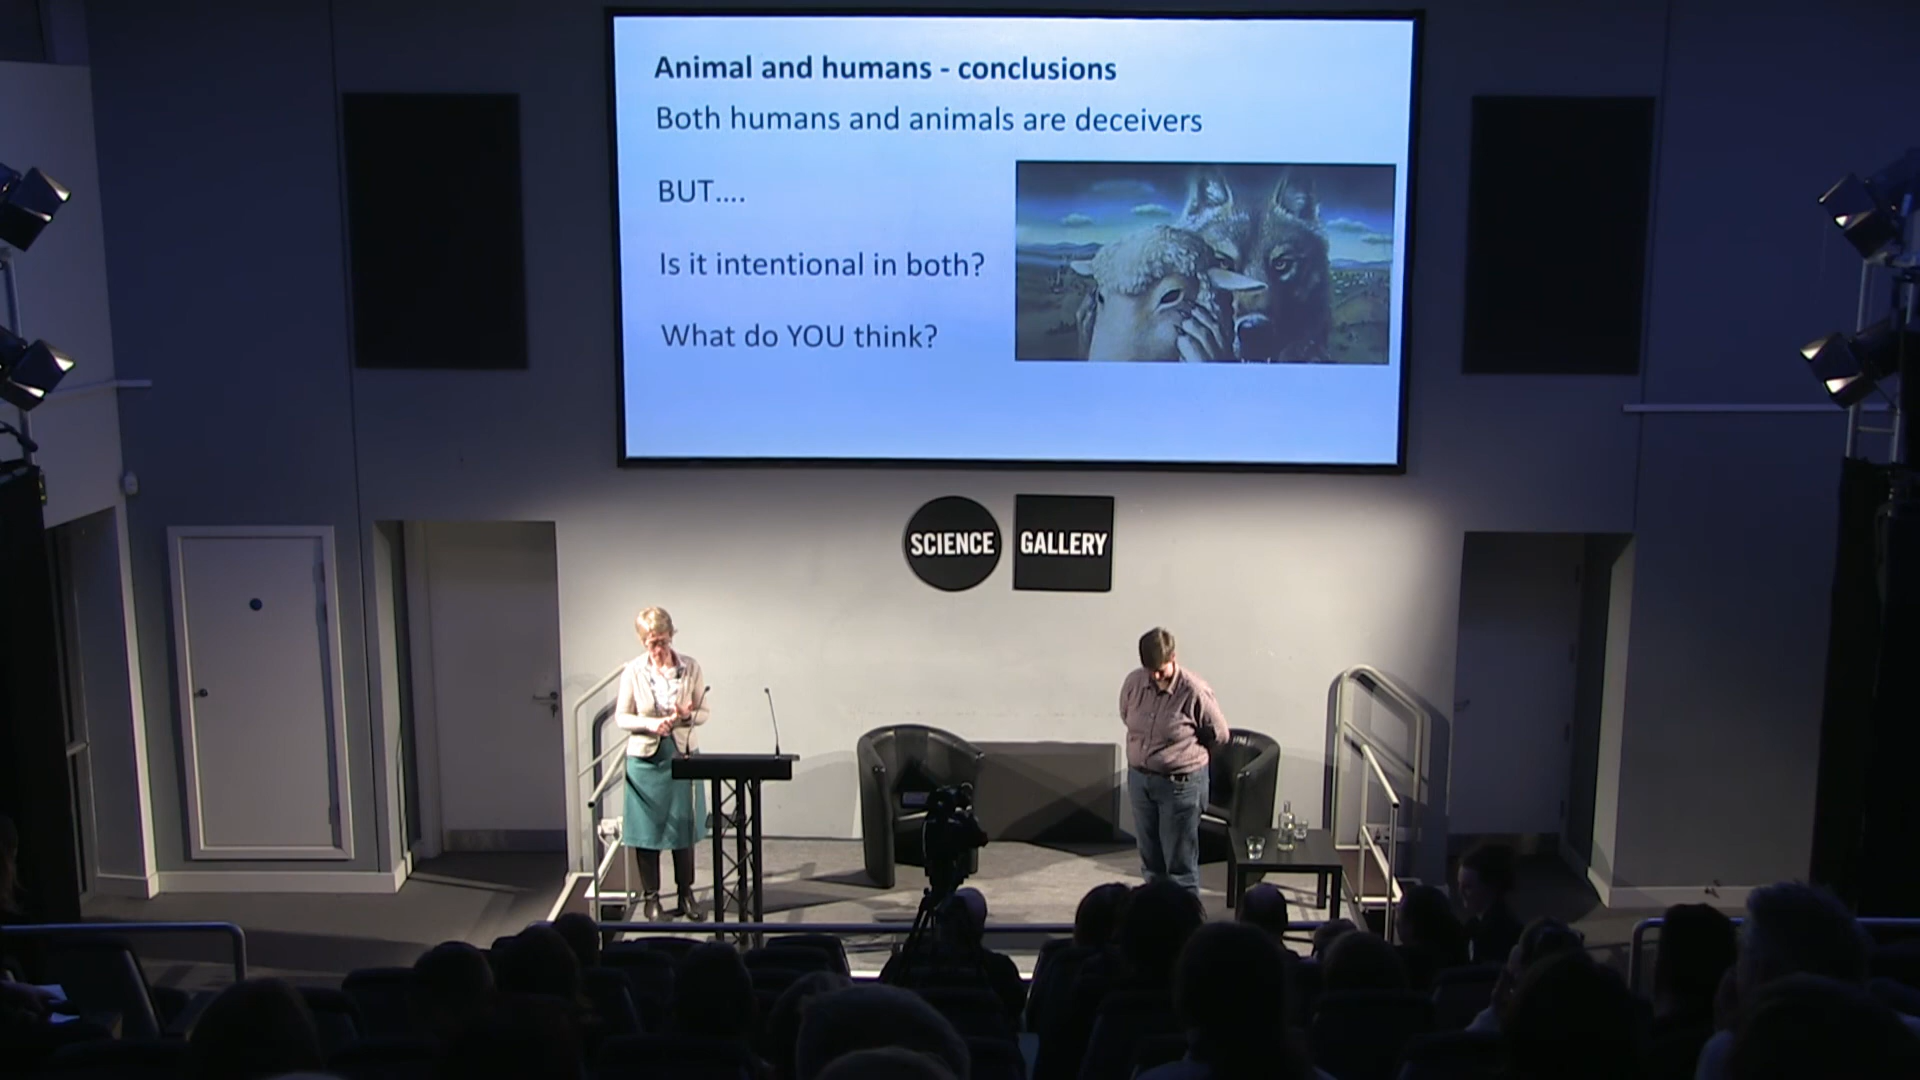 Animal and humans - conclusions
Both humans and animals are deceivers
BUT....
Is it intentional in both?
What do YOU think?
SCIENCE
GALLERY